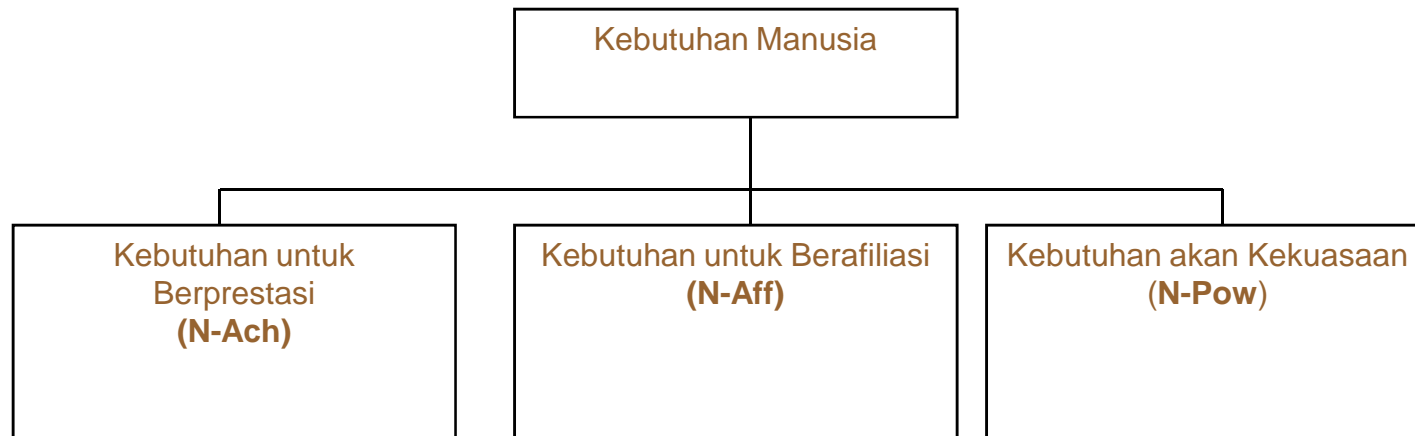 Kebutuhan Manusia
Kebutuhan untuk
Berprestasi
(N-Ach)
Kebutuhan untuk Berafiliasi
(N-Aff)
Kebutuhan akan Kekuasaan
(N-Pow)